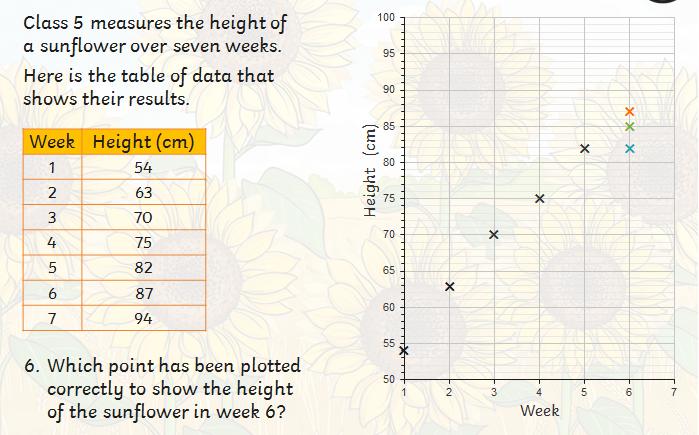 Class 5 measures the height of
a sunflower over seven weeks.
Here is the table of data that
shows their results.
Week Height (cm)
1 54
2 63
3 70
4 75
5 82
6 87
7 94
6. Which point has been plotted
correctly to show the height
of the sunflower in week 6?
Height (cm)
100
95
90
85
80
75
70
65
60
55
50
1 2 3 4 5 6 7
Week